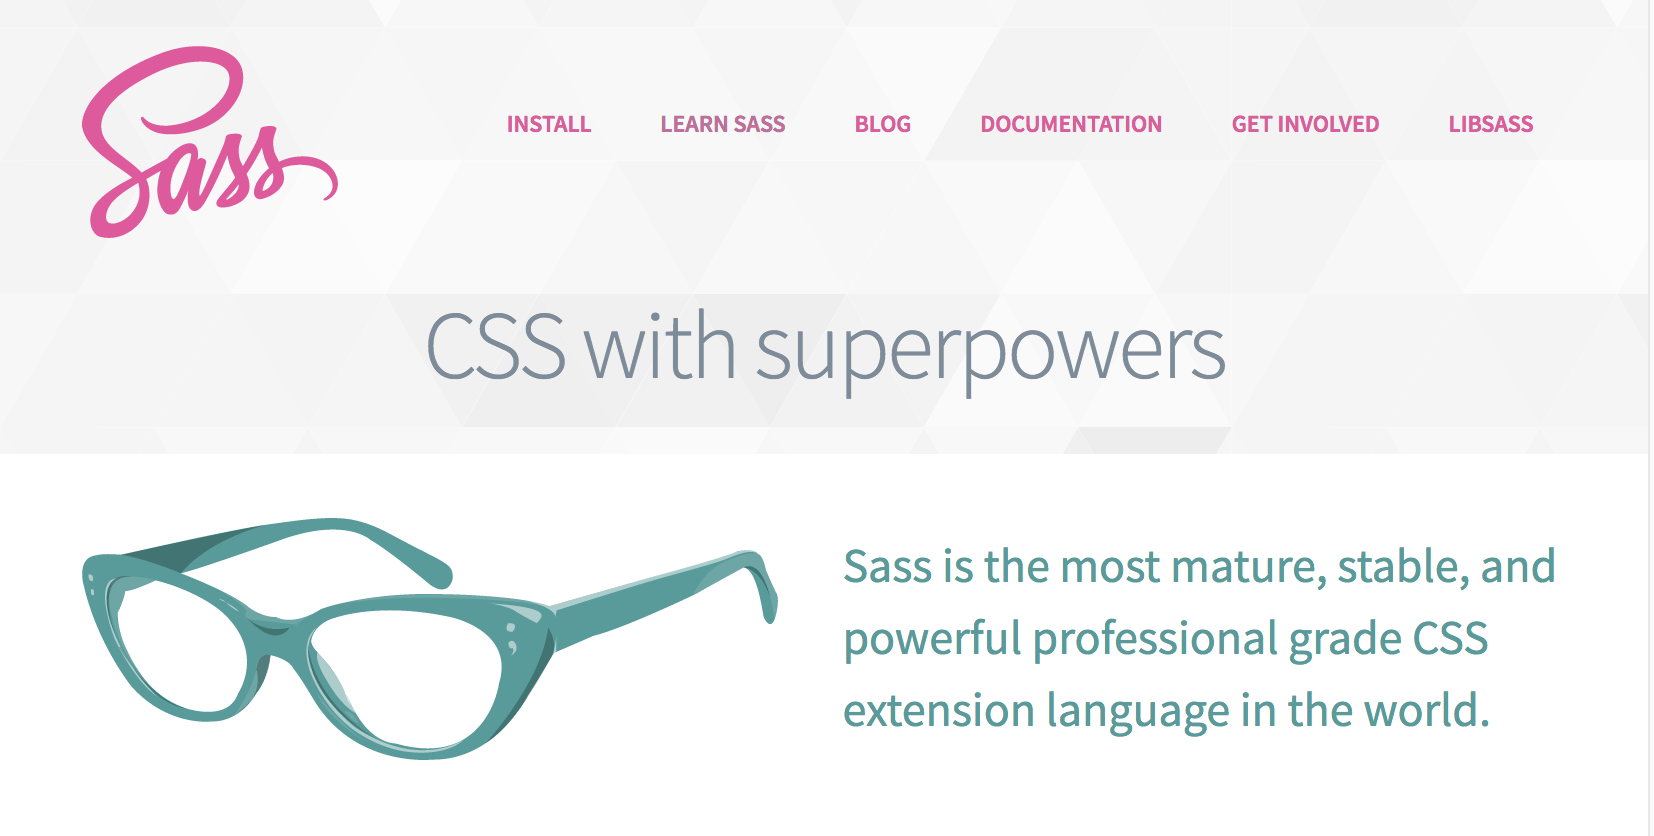 Sass
INSTALL LEARN SASS BLOG DOCUMENTATION GET INVOLVED LIBSASS
CSS with superpowers
Sass is the most mature, stable, and
powerful professional grade CSS
extension language in the world.